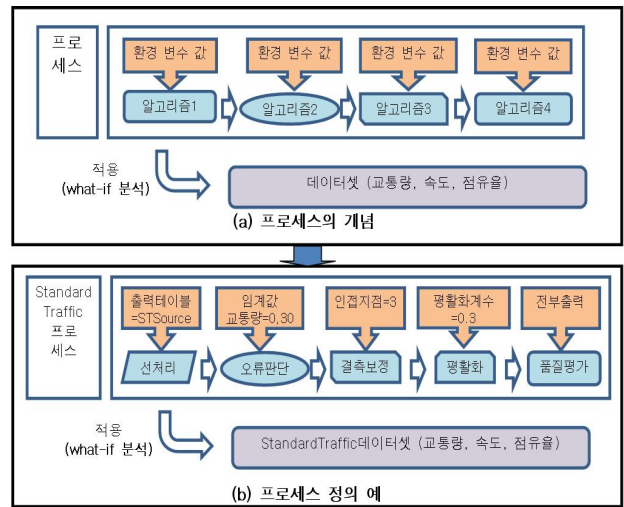 프로
세스
환경 변수 값
환경 변수 값
환경 변수 값
환경 변수 값
알고리즘1
알고리즘2
알고리즘3
알고리즘4
적용
(what-if 분석)
데이터셋 (교통량, 속도, 점유율)
(a) 프로세스의 개념
Standard
Traffic
프로
세스
출력테이블
=STSource
임계값
교통량=0,30
인접지점=3
평활화계수
=0.3
전부출력
선처리
오류판단
결측보정
평활화
품질평가
적용
(what-if 분석)
StandardTraffic데이터셋 (교통량, 속도, 점유율)
(b) 프로세스 정의 예